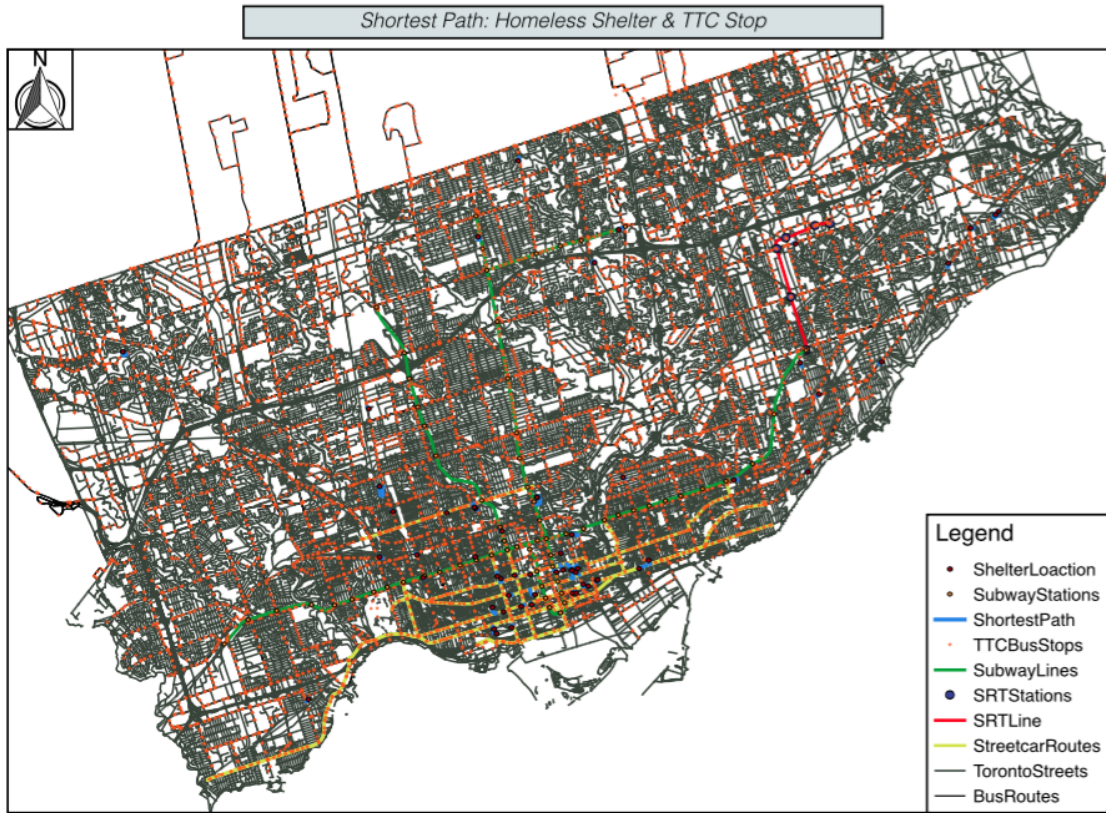 Shortest Path: Homeless Shelter & TTC Stop
N
Legend
ShelterLoaction
SubwayStations
ShortestPath
TTCBusStops
SubwayLines
SRTStations
SRTLine
StreetcarRoutes
TorontoStreets
BusRoutes